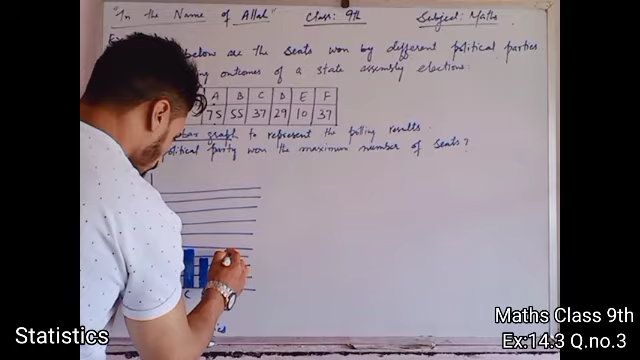 "In the Name of Allah" Class: 9th Subject: Maths
below are the seats won by different political parties
outcomes of a state assembly elections:
A B C D E F
75 55 37 29 10 37
bar graph to represent the polling results
political party won the maximum number of seats?
C
Maths Class 9th
Statistics
Ex:14.3 Q.no.3